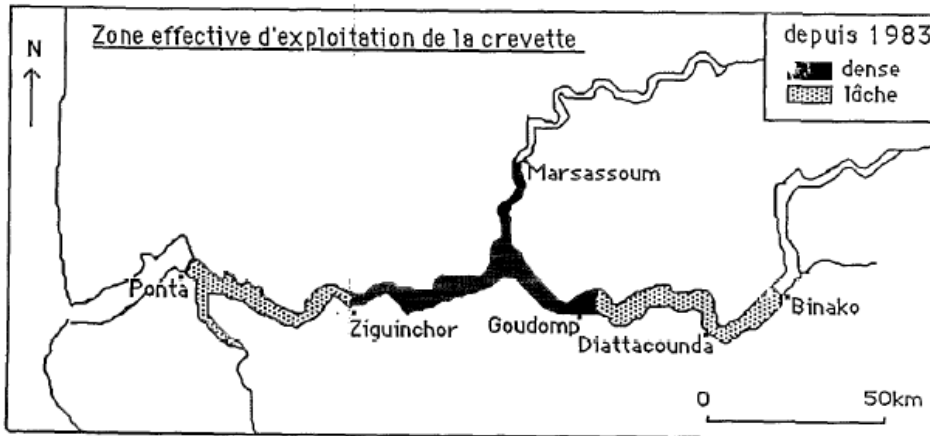 Zone effective d'exploitation de la crevette
depuis 1983
dense
lâche
N
Marsassoum
Ponta
Ziguinchor
Goudomp
Diattacounda
Binako
0 50km